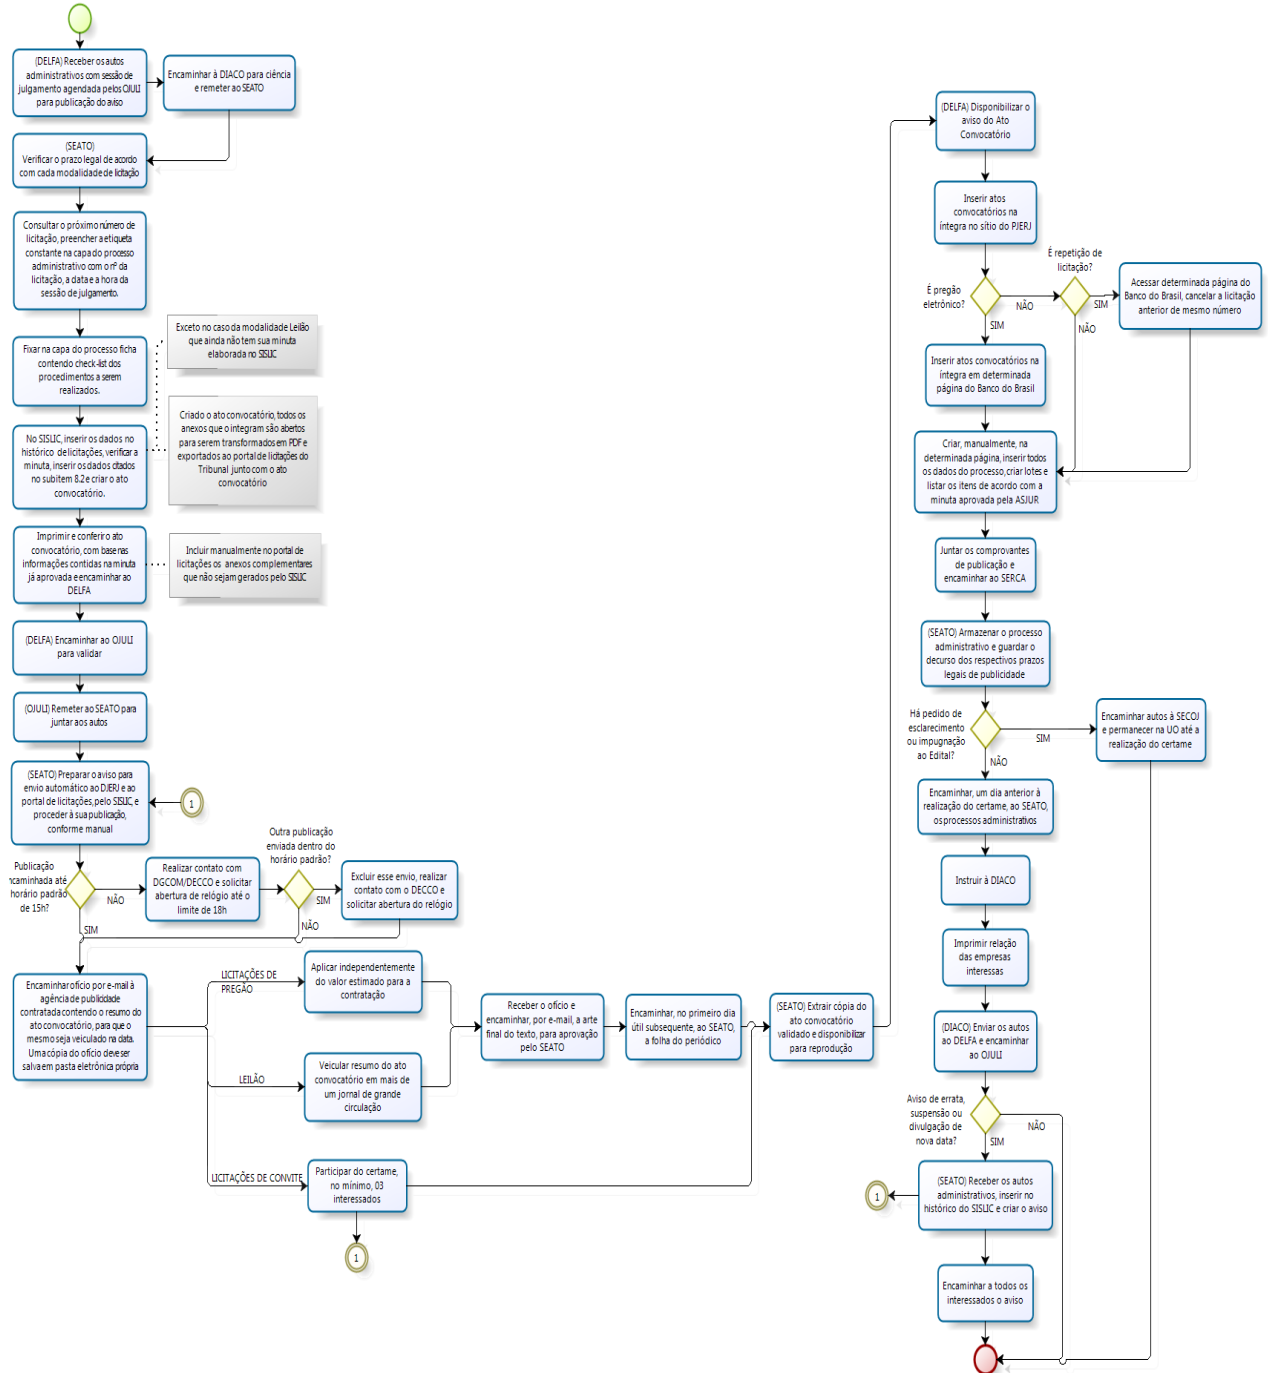 (DELFA) Receber os autos
administrativos com sessão de
julgamento agendada pelos OJULI
para publicação do aviso
Encaminhar à DIACO para ciência
e remeter ao SEATO
(SEATO)
Verificar o prazo legal de acordo
com cada modalidade de licitação
Consultar o próximo número de
licitação, preencher a etiqueta
constante na capa do processo
administrativo com o nº da
licitação, a data e a hora da
sessão de julgamento.
Fixar na capa do processo ficha
contendo check-list dos
procedimentos a serem
realizados.
Exceto no caso da modalidade Leilão
que ainda não tem sua minuta
elaborada no SISLIC
No SISLIC, inserir os dados no
histórico de licitações, verificar a
minuta, inserir os dados citados
no subitem 8.2 e criar o ato
convocatório.
Criado o ato convocatório, todos os
anexos que o integram são abertos
para serem transformados em PDF e
exportados ao portal de licitações do
Tribunal junto com o ato
convocatório
Imprimir e conferir o ato
convocatório, com base nas
informações contidas na minuta
já aprovada e encaminhar ao
DELFA
Incluir manualmente no portal de
licitações os anexos complementares
que não sejam gerados pelo SISLIC
(DELFA) Encaminhar ao OJULI
para validar
(OJULI) Remeter ao SEATO para
juntar aos autos
(SEATO) Preparar o aviso para
envio automático ao DJERJ e ao
portal de licitações, pelo SISLIC, e
proceder à sua publicação,
conforme manual
1
Publicação
ncaminhada até
horário padrão
de 15h?
NÃO
SIM
Realizar contato com
DGCOM/DECCO e solicitar
abertura de relógio até o
limite de 18h
Outra publicação
enviada dentro do
horário padrão?
SIM
NÃO
Excluir esse envio, realizar
contato com o DECCO e
solicitar abertura do relógio
Encaminhar ofício por e-mail à
agência de publicidade
contratada contendo o resumo do
ato convocatório, para que o
mesmo seja veiculado na data.
Uma cópia do ofício deve ser
salva em pasta eletrônica própria
LICITAÇÕES DE
PREGÃO
Aplicar independentemente
do valor estimado para a
contratação
LEILÃO
Veicular resumo do ato
convocatório em mais de
um jornal de grande
circulação
LICITAÇÕES DE CONVITE
Participar do certame,
no mínimo, 03
interessados
1
Receber o ofício e
encaminhar, por e-mail, a arte
final do texto, para aprovação
pelo SEATO
Encaminhar, no primeiro dia
útil subsequente, ao SEATO,
a folha do periódico
(SEATO) Extrair cópia do
ato convocatório
validado e disponibilizar
para reprodução
(DELFA) Disponibilizar o
aviso do Ato
Convocatório
Inserir atos
convocatórios na
íntegra no sítio do PJERJ
É pregão
eletrônico?
NÃO
SIM
É repetição de
licitação?
SIM
NÃO
Acessar determinada página do
Banco do Brasil, cancelar a licitação
anterior de mesmo número
Inserir atos convocatórios na
íntegra em determinada
página do Banco do Brasil
Criar, manualmente, na
determinada página, inserir todos
os dados do processo, criar lotes e
listar os itens de acordo com a
minuta aprovada pela ASJUR
Juntar os comprovantes
de publicação e
encaminhar ao SERCA
(SEATO) Armazenar o processo
administrativo e guardar o
decurso dos respectivos prazos
legais de publicidade
Há pedido de
esclarecimento
ou impugnação
ao Edital?
SIM
NÃO
Encaminhar autos à SECOJ
e permanecer na UO até a
realização do certame
Encaminhar, um dia anterior à
realização do certame, ao SEATO,
os processos administrativos
Instruir à DIACO
Imprimir relação
das empresas
interessas
(DIACO) Enviar os autos
ao DELFA e encaminhar
ao OJULI
Aviso de errata,
suspensão ou
divulgação de
nova data?
NÃO
SIM
(SEATO) Receber os autos
administrativos, inserir no
histórico do SISLIC e criar o aviso
1
Encaminhar a todos os
interessados o aviso